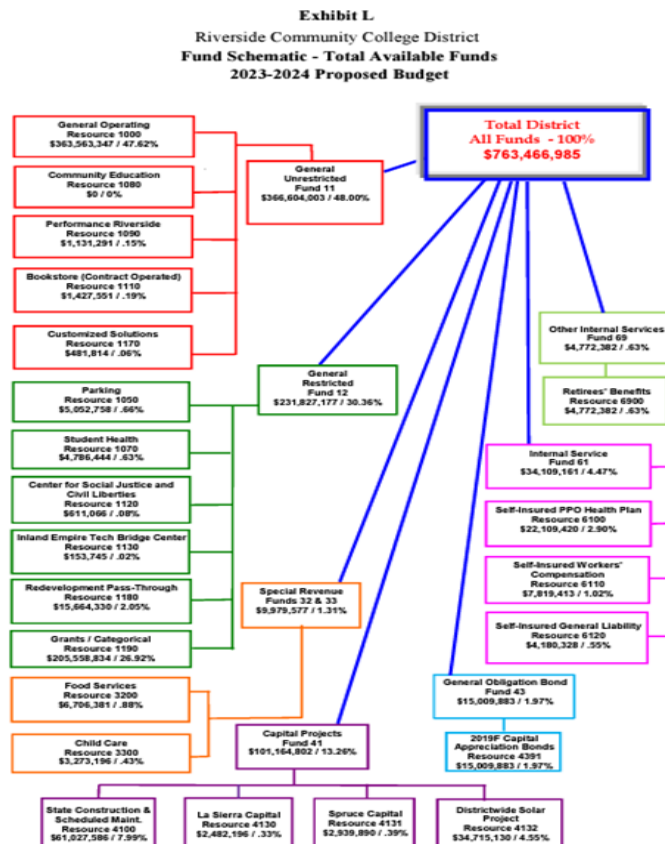 Exhibit L
Riverside Community College District
Fund Schematic - Total Available Funds
2023-2024 Proposed Budget
Total District
All Funds - 100%
$763,466,985
General
Unrestricted
Fund 11
$366,604,003 / 48.00%
General Operating
Resource 1000
$363,563,347 / 47.62%
Community Education
Resource 1080
$0 / 0%
Performance Riverside
Resource 1090
$1,131,291 / .15%
Bookstore (Contract Operated)
Resource 1110
$1,427,551 / .19%
Customized Solutions
Resource 1170
$481,814 / .06%
General
Restricted
Fund 12
$231,827,177 / 30.36%
Parking
Resource 1050
$5,052,758 / .66%
Student Health
Resource 1070
$4,786,444 / .63%
Center for Social Justice and
Civil Liberties
Resource 1120
$611,066 / .08%
Inland Empire Tech Bridge Center
Resource 1130
$153,745 / .02%
Redevelopment Pass-Through
Resource 1180
$15,664,330 / 2.05%
Grants / Categorical
Resource 1190
$205,558,834 / 26.92%
Special Revenue
Funds 32 & 33
$9,979,577 / 1.31%
Food Services
Resource 3200
$6,706,381 / .88%
Child Care
Resource 3300
$3,273,196 / .43%
Capital Projects
Fund 41
$101,164,802 / 13.26%
State Construction &
Scheduled Maint.
Resource 4100
$61,027,586 / 7.99%
La Sierra Capital
Resource 4130
$2,482,196 / .33%
Spruce Capital
Resource 4131
$2,939,890 / .39%
Districtwide Solar
Project
Resource 4132
$34,715,130 / 4.55%
General Obligation Bond
Fund 43
$15,009,883 / 1.97%
2019F Capital
Appreciation Bonds
Resource 4391
$15,009,883 / 1.97%
Internal Service
Fund 61
$34,109,161 / 4.47%
Self-Insured PPO Health Plan
Resource 6100
$22,109,420 / 2.90%
Self-Insured Workers'
Compensation
Resource 6110
$7,819,413 / 1.02%
Self-Insured General Liability
Resource 6120
$4,180,328 / .55%
Other Internal Services
Fund 69
$4,772,382 / .63%
Retirees' Benefits
Resource 6900
$4,772,382 / .63%